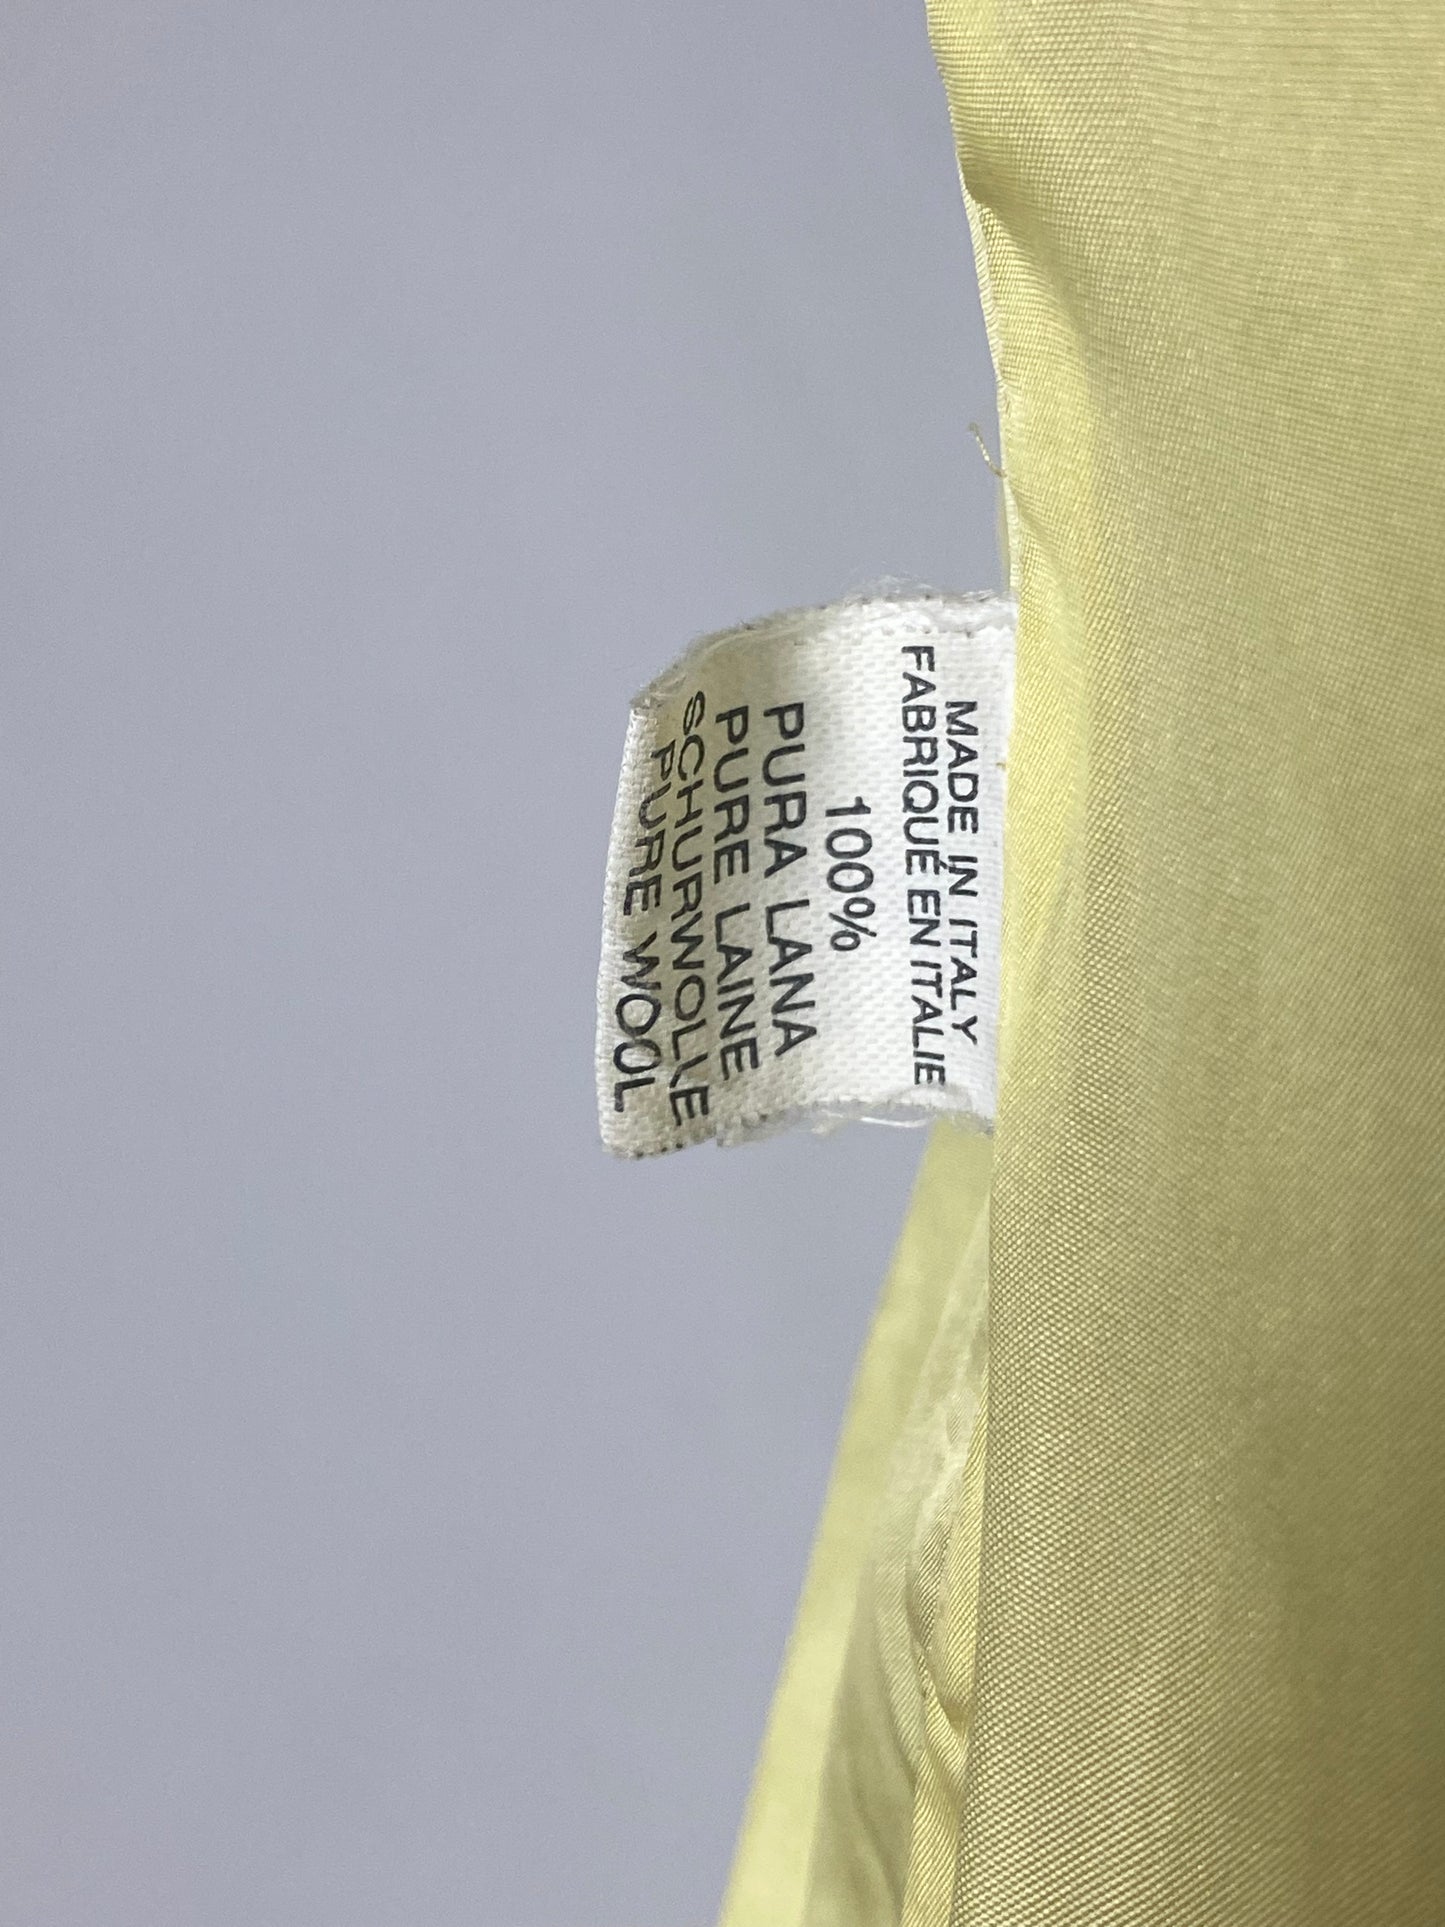 MADE IN ITALY
FABRIQUÉ EN ITALIE
100%
PURA LANA
PURE LAINE
SCHURWOLLE
PURE WOOL